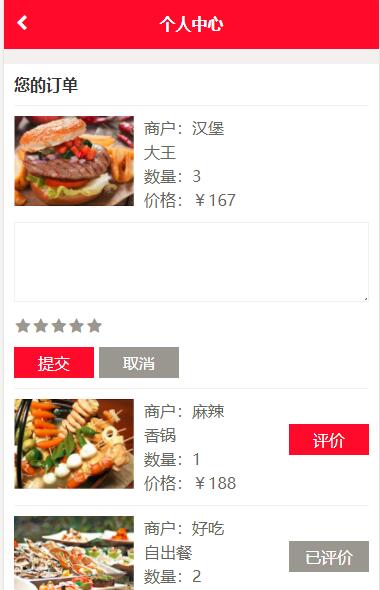 个人中心
您的订单
商户：汉堡
大王
数量：3
价格：￥167
提交
取消
商户：麻辣
香锅
评价
数量：1
价格：￥188
商户：好吃
自出餐
已评价
数量：2